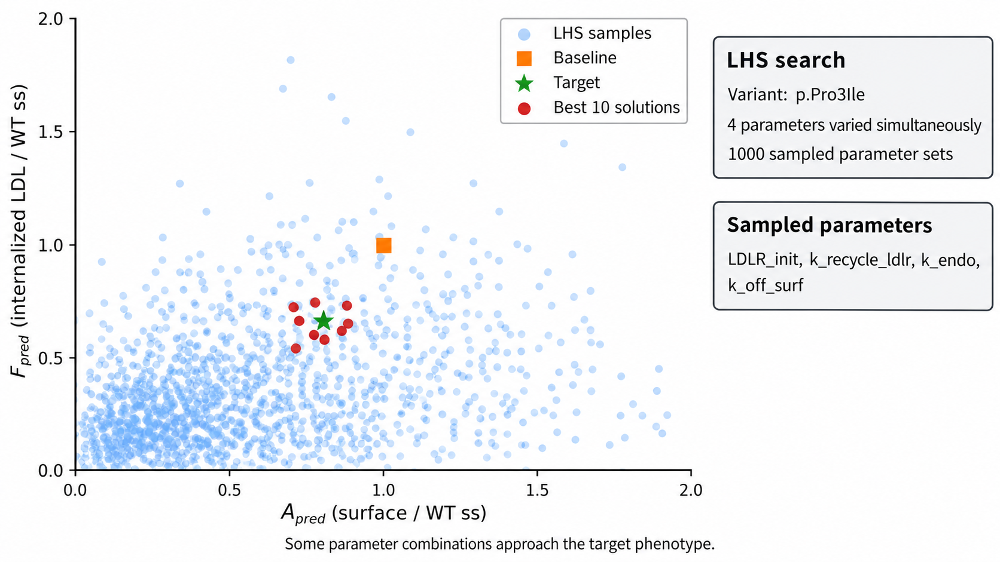 2.0
1.5
1.0
0.5
0.0
F_pred (internalized LDL / WT ss)
0.0 0.5 1.0 1.5 2.0
A_pred (surface / WT ss)
LHS samples
Baseline
Target
Best 10 solutions
LHS search
Variant: p.Pro3Ile
4 parameters varied simultaneously
1000 sampled parameter sets
Sampled parameters
LDLR_init, k_recycle_ldlr, k_endo,
k_off_surf
Some parameter combinations approach the target phenotype.